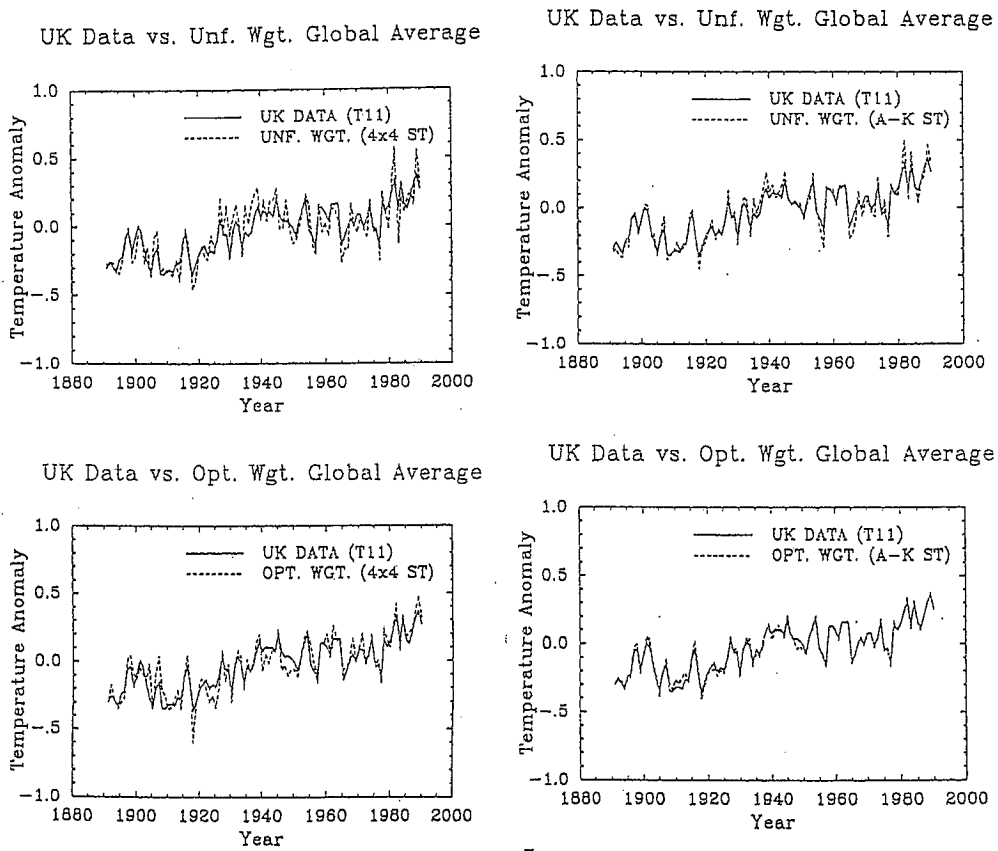 UK Data vs. Unf. Wgt. Global Average
1.0
0.5
0.0
-.5
-1.0
Temperature Anomaly
UK DATA (T11)
UNF. WGT. (4x4 ST)
1880 1900 1920 1940 1960 1980 2000
Year
UK Data vs. Unf. Wgt. Global Average
1.0
0.5
0.0
-.5
-1.0
Temperature Anomaly
UK DATA (T11)
UNF. WGT. (A-K ST)
1880 1900 1920 1940 1960 1980 2000
Year
UK Data vs. Opt. Wgt. Global Average
1.0
0.5
0.0
-.5
-1.0
Temperature Anomaly
UK DATA (T11)
OPT. WGT. (4x4 ST)
1880 1900 1920 1940 1960 1980 2000
Year
UK Data vs. Opt. Wgt. Global Average
1.0
0.5
0.0
-.5
-1.0
Temperature Anomaly
UK DATA (T11)
OPT. WGT. (A-K ST)
1880 1900 1920 1940 1960 1980 2000
Year